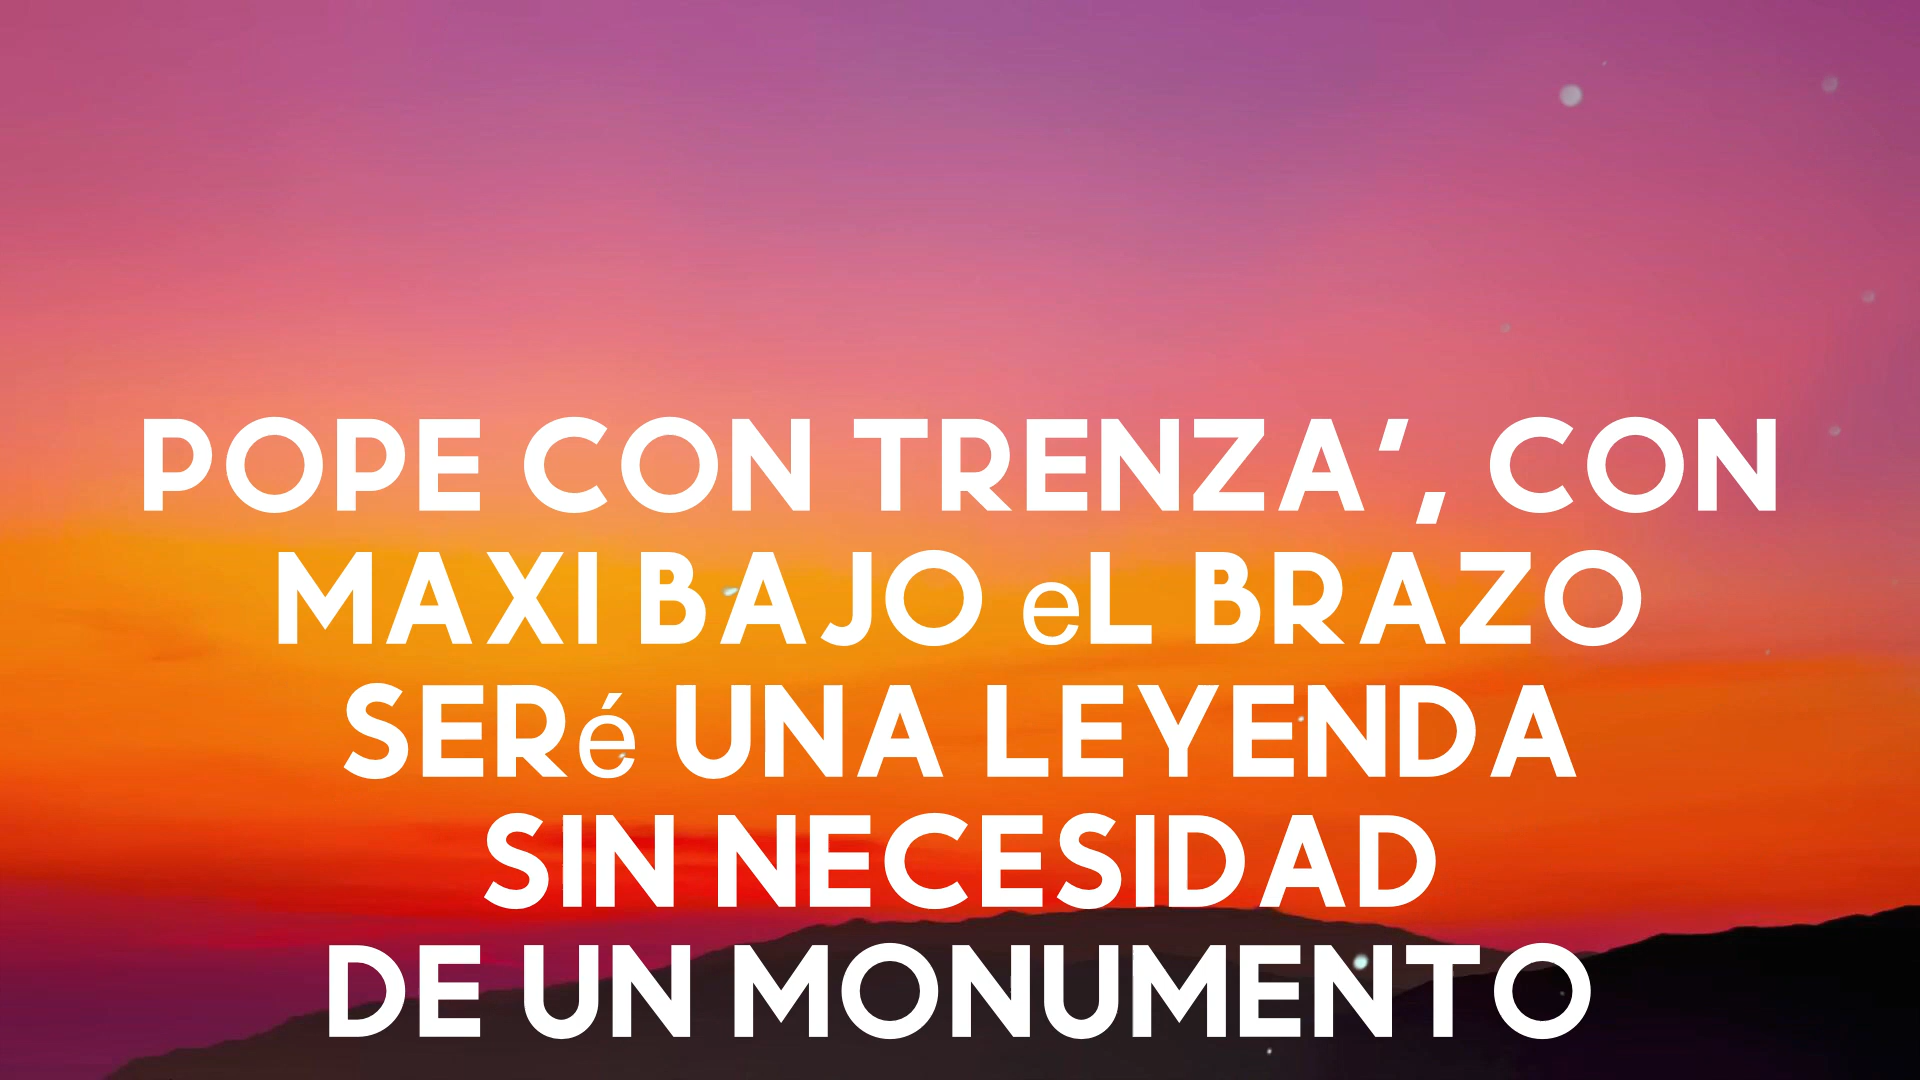 POPE CON TRENZA', CON
MAXI BAJO eL BRAZO
SERé UNA LEYENDA
SIN NECESIDAD
DE UN MONUMENTO